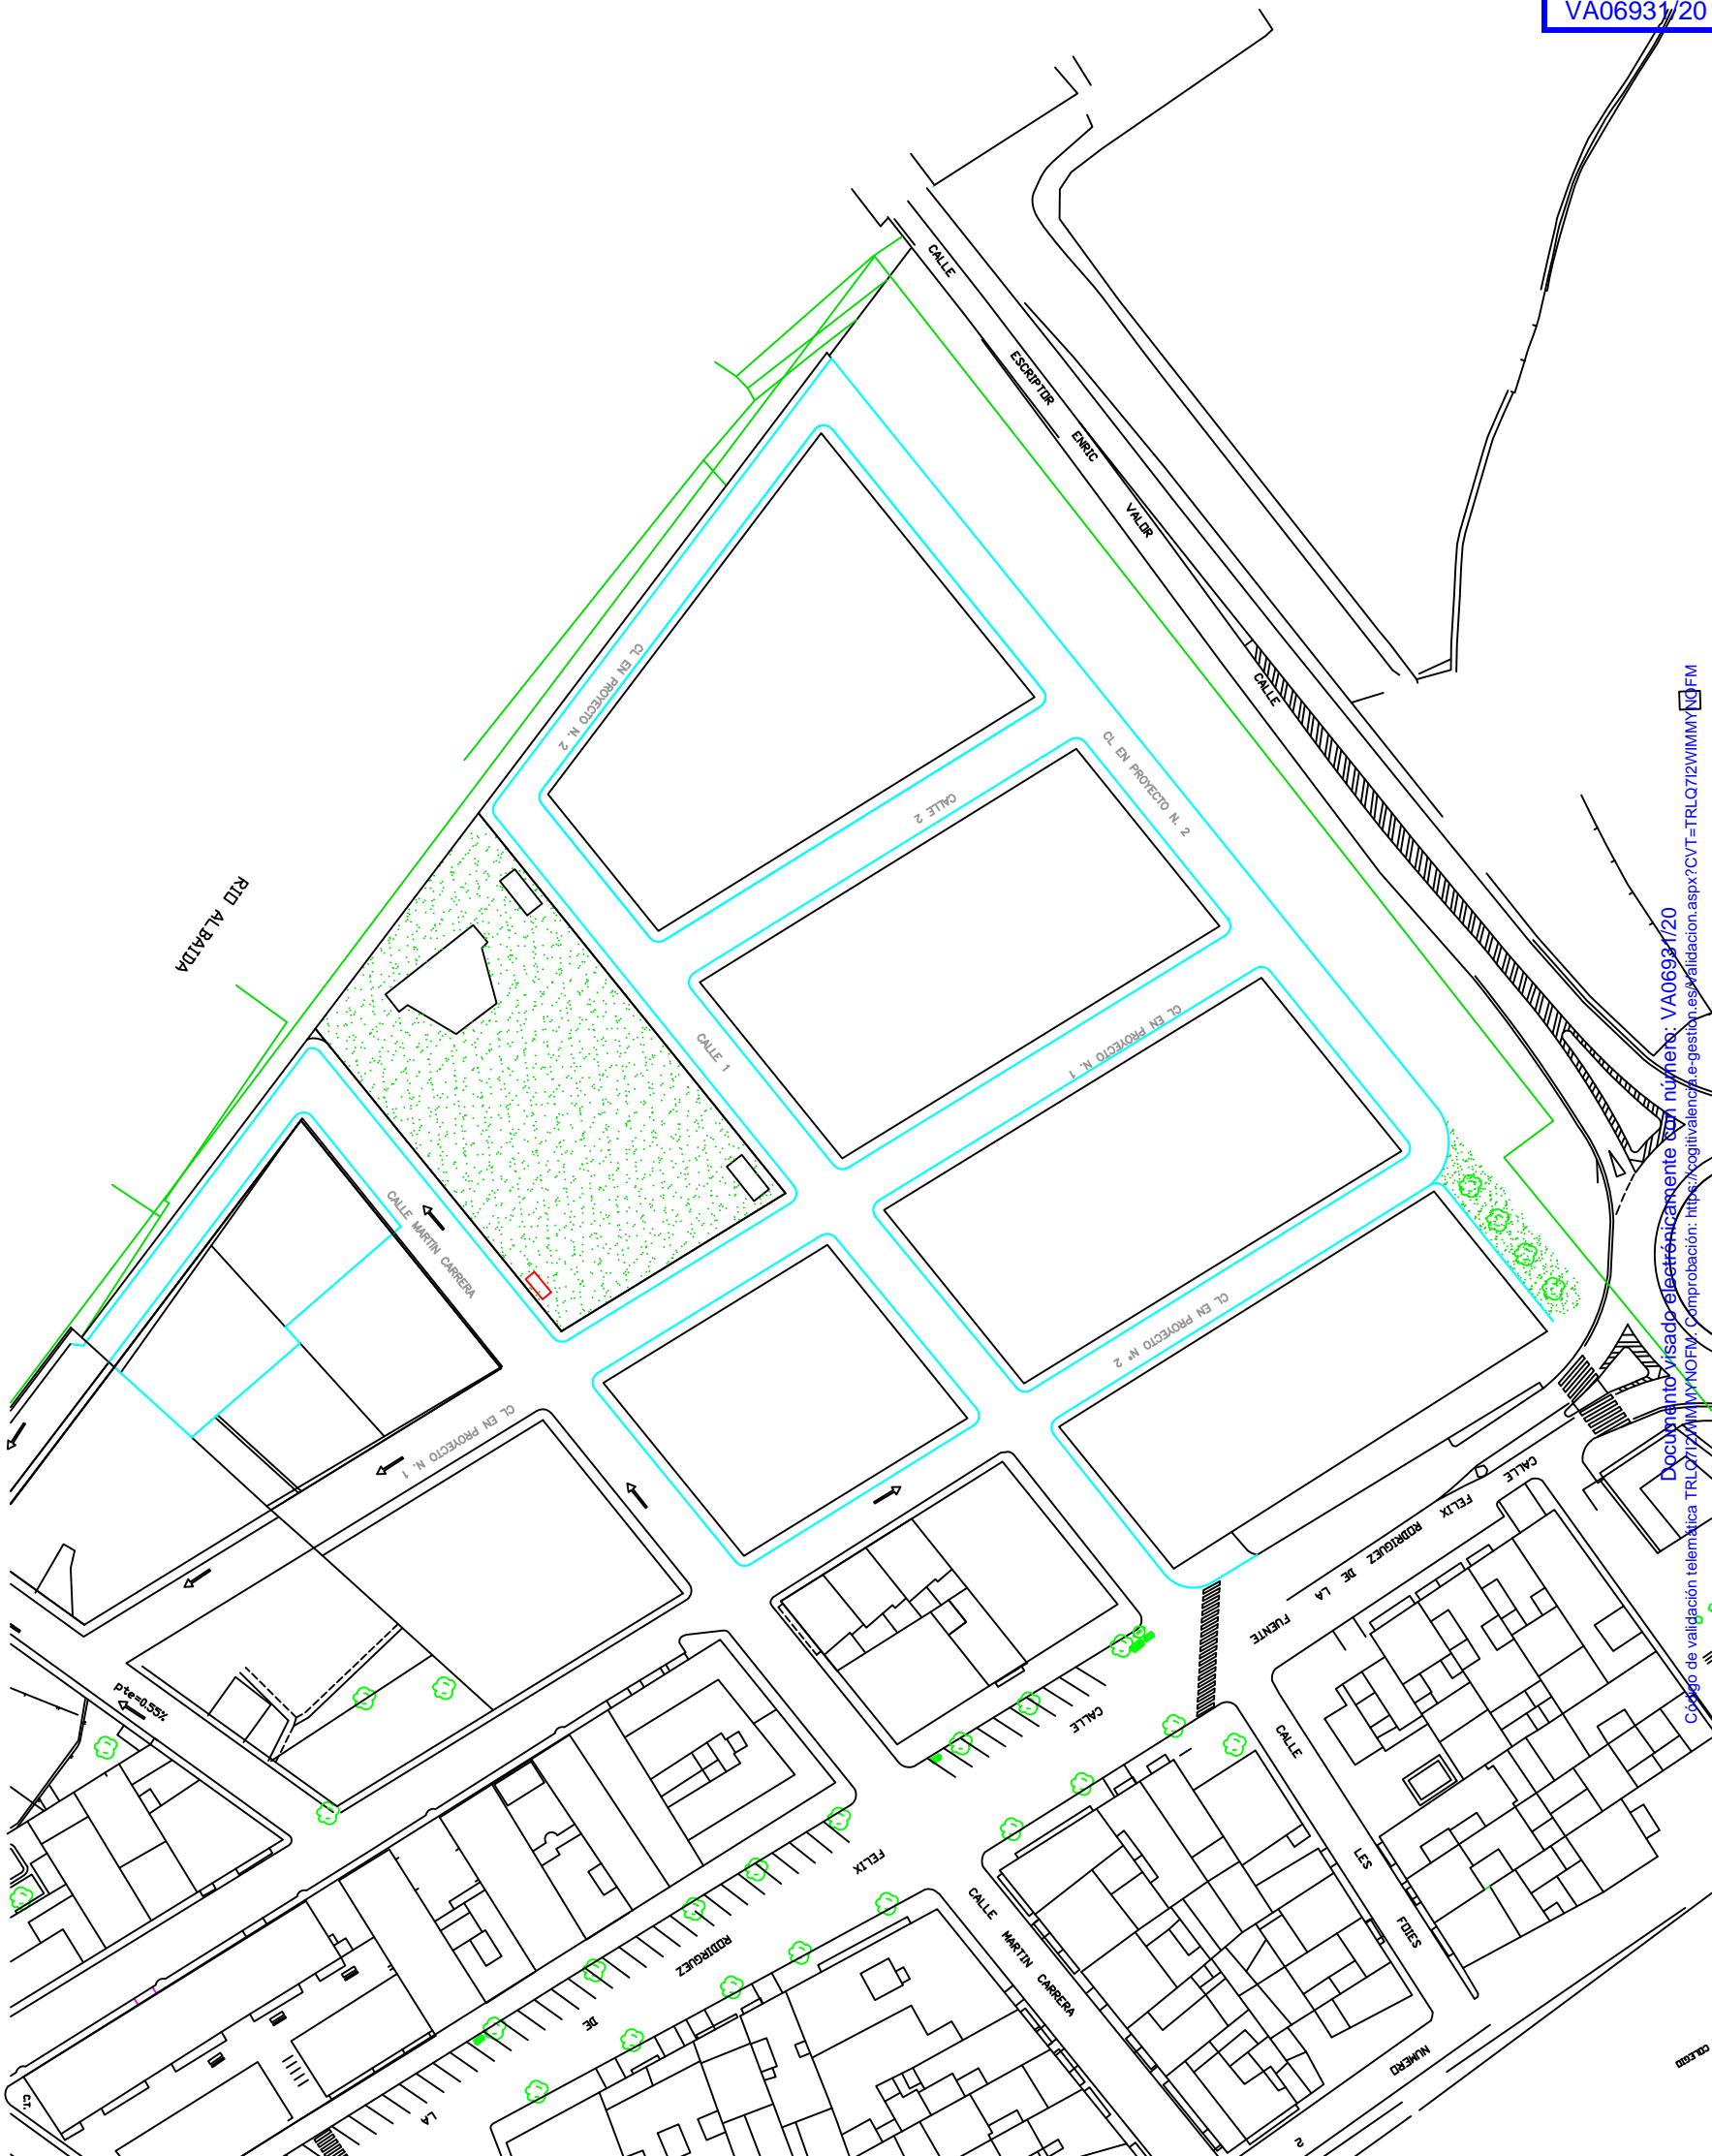 VA06931/20
CALLE
ESCRIPTOR
ENRIC
VALOR
CALLE
CL EN PROYECTO N. 2
CL EN PROYECTO N. 2
CALLE 2
RIO ALBAIDA
CALLE 1
CL EN PROYECTO N. 1
CALLE MARTÍN CARRERA
CL EN PROYECTO Nº 2
CL EN PROYECTO N. 1
CALLE
FELIX
RODRIGUEZ
DE
LA
FUENTE
pte=0.55%
CALLE
CALLE
FELIX
LES
FOIES
CALLE
MARTIN
CARRERA
RODIRGUEZ
DE
LA
NUMERO
2
COLEGIO
C.T.
Documento visado electrónicamente con número: VA06931/20
Código de validación telemática TRLQ7I2WIMMYNOFM. Comprobación: https://cogitivalencia.e-gestion.es/Validacion.aspx?CVT=TRLQ7I2WIMMYNOFM